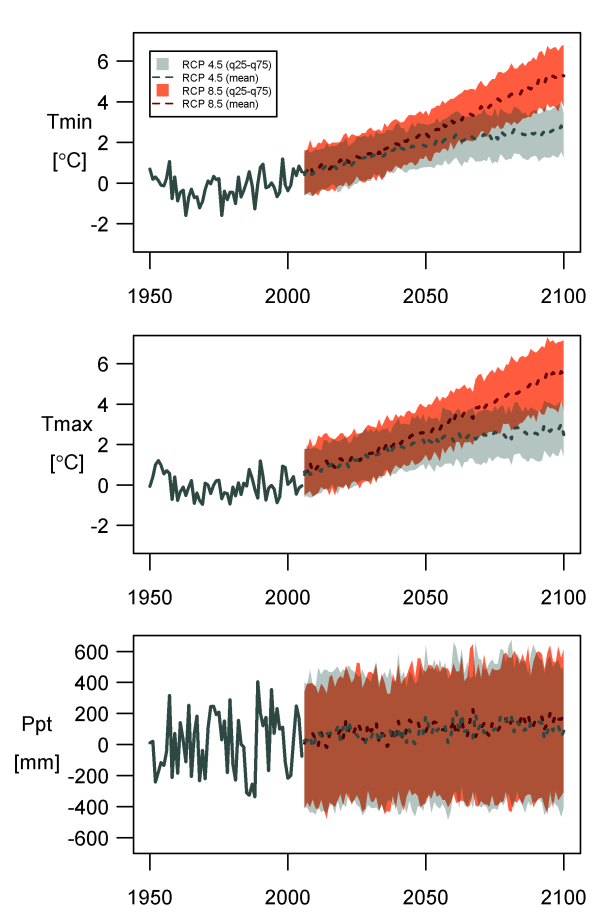 6
4
Tmin
2
[°C]
0
-2
RCP 4.5 (q25-q75)
RCP 4.5 (mean)
RCP 8.5 (q25-q75)
RCP 8.5 (mean)
1950 2000 2050 2100
6
4
Tmax
2
[°C]
0
-2
1950 2000 2050 2100
600
400
200
Ppt
0
[mm]
-200
-400
-600
1950 2000 2050 2100